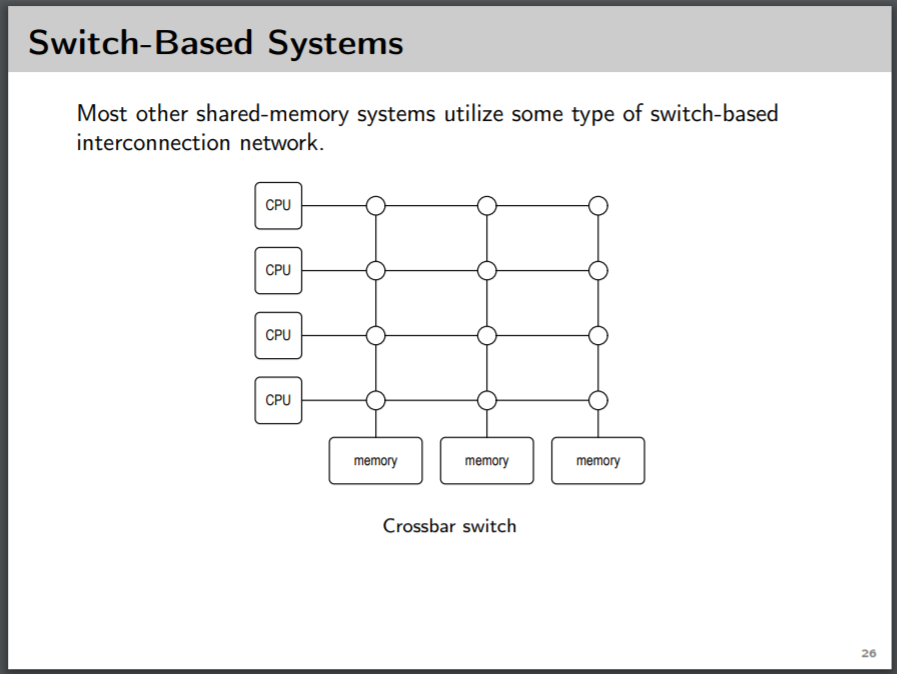 Switch-Based Systems
Most other shared-memory systems utilize some type of switch-based
interconnection network.
CPU
CPU
CPU
CPU
memory memory memory
Crossbar switch
26